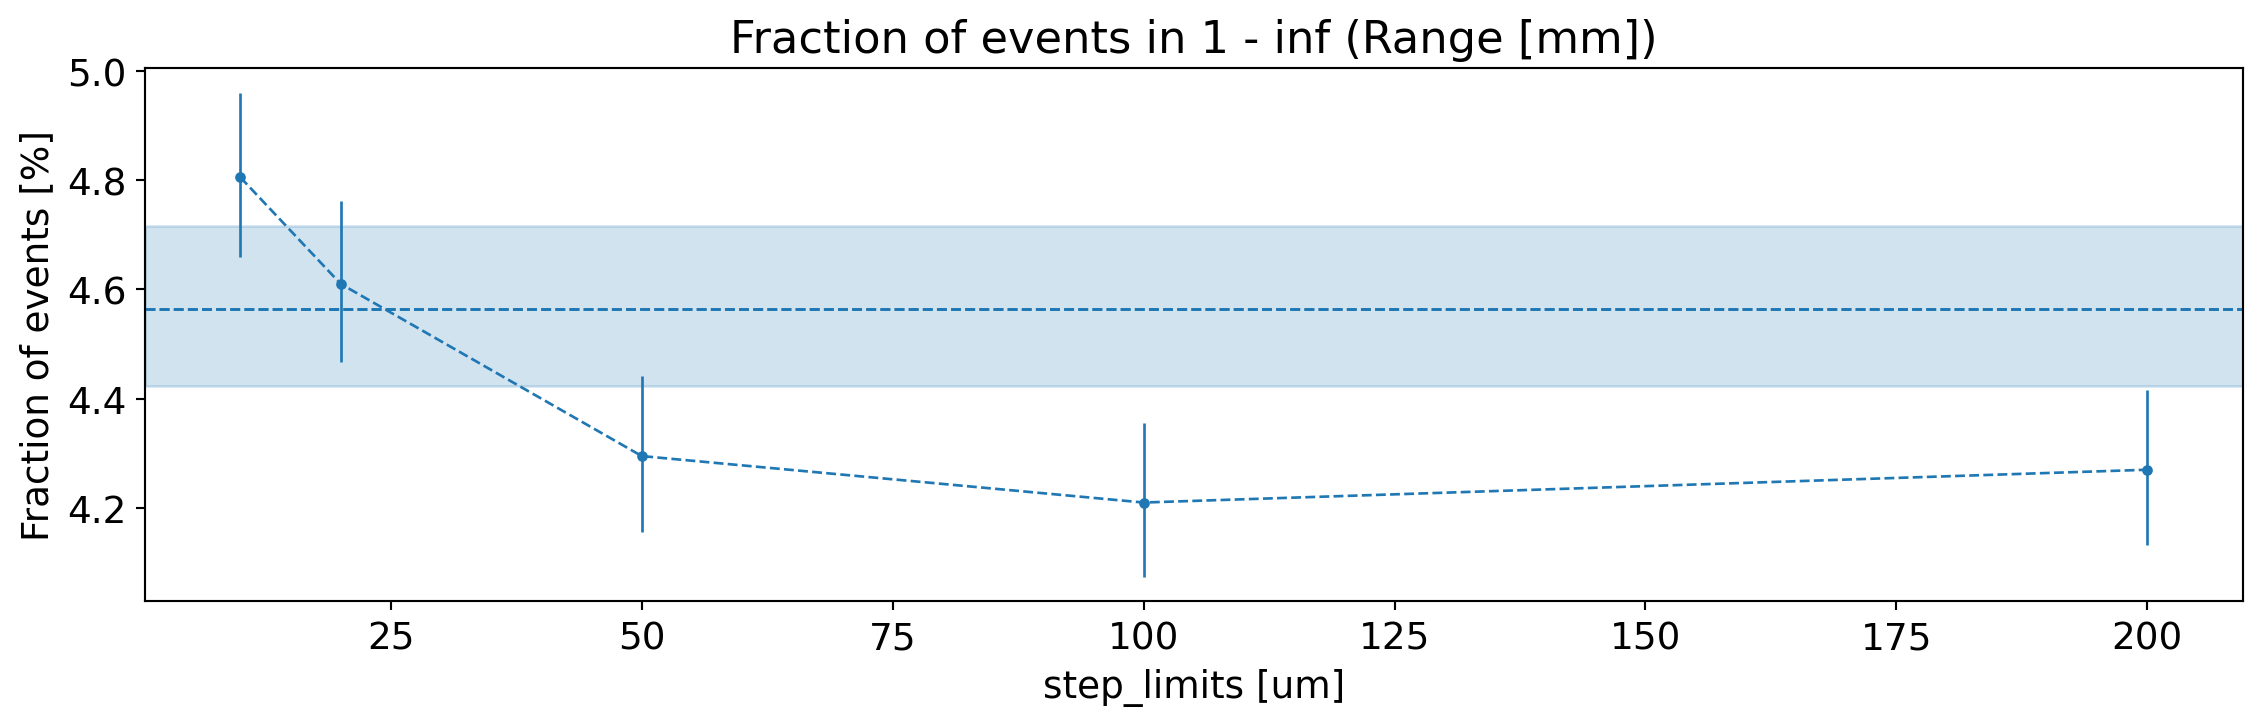 Fraction of events in 1 - inf (Range [mm])
Fraction of events [%]
5.0
4.8
4.6
4.4
4.2
25 50 75 100 125 150 175 200
step_limits [um]